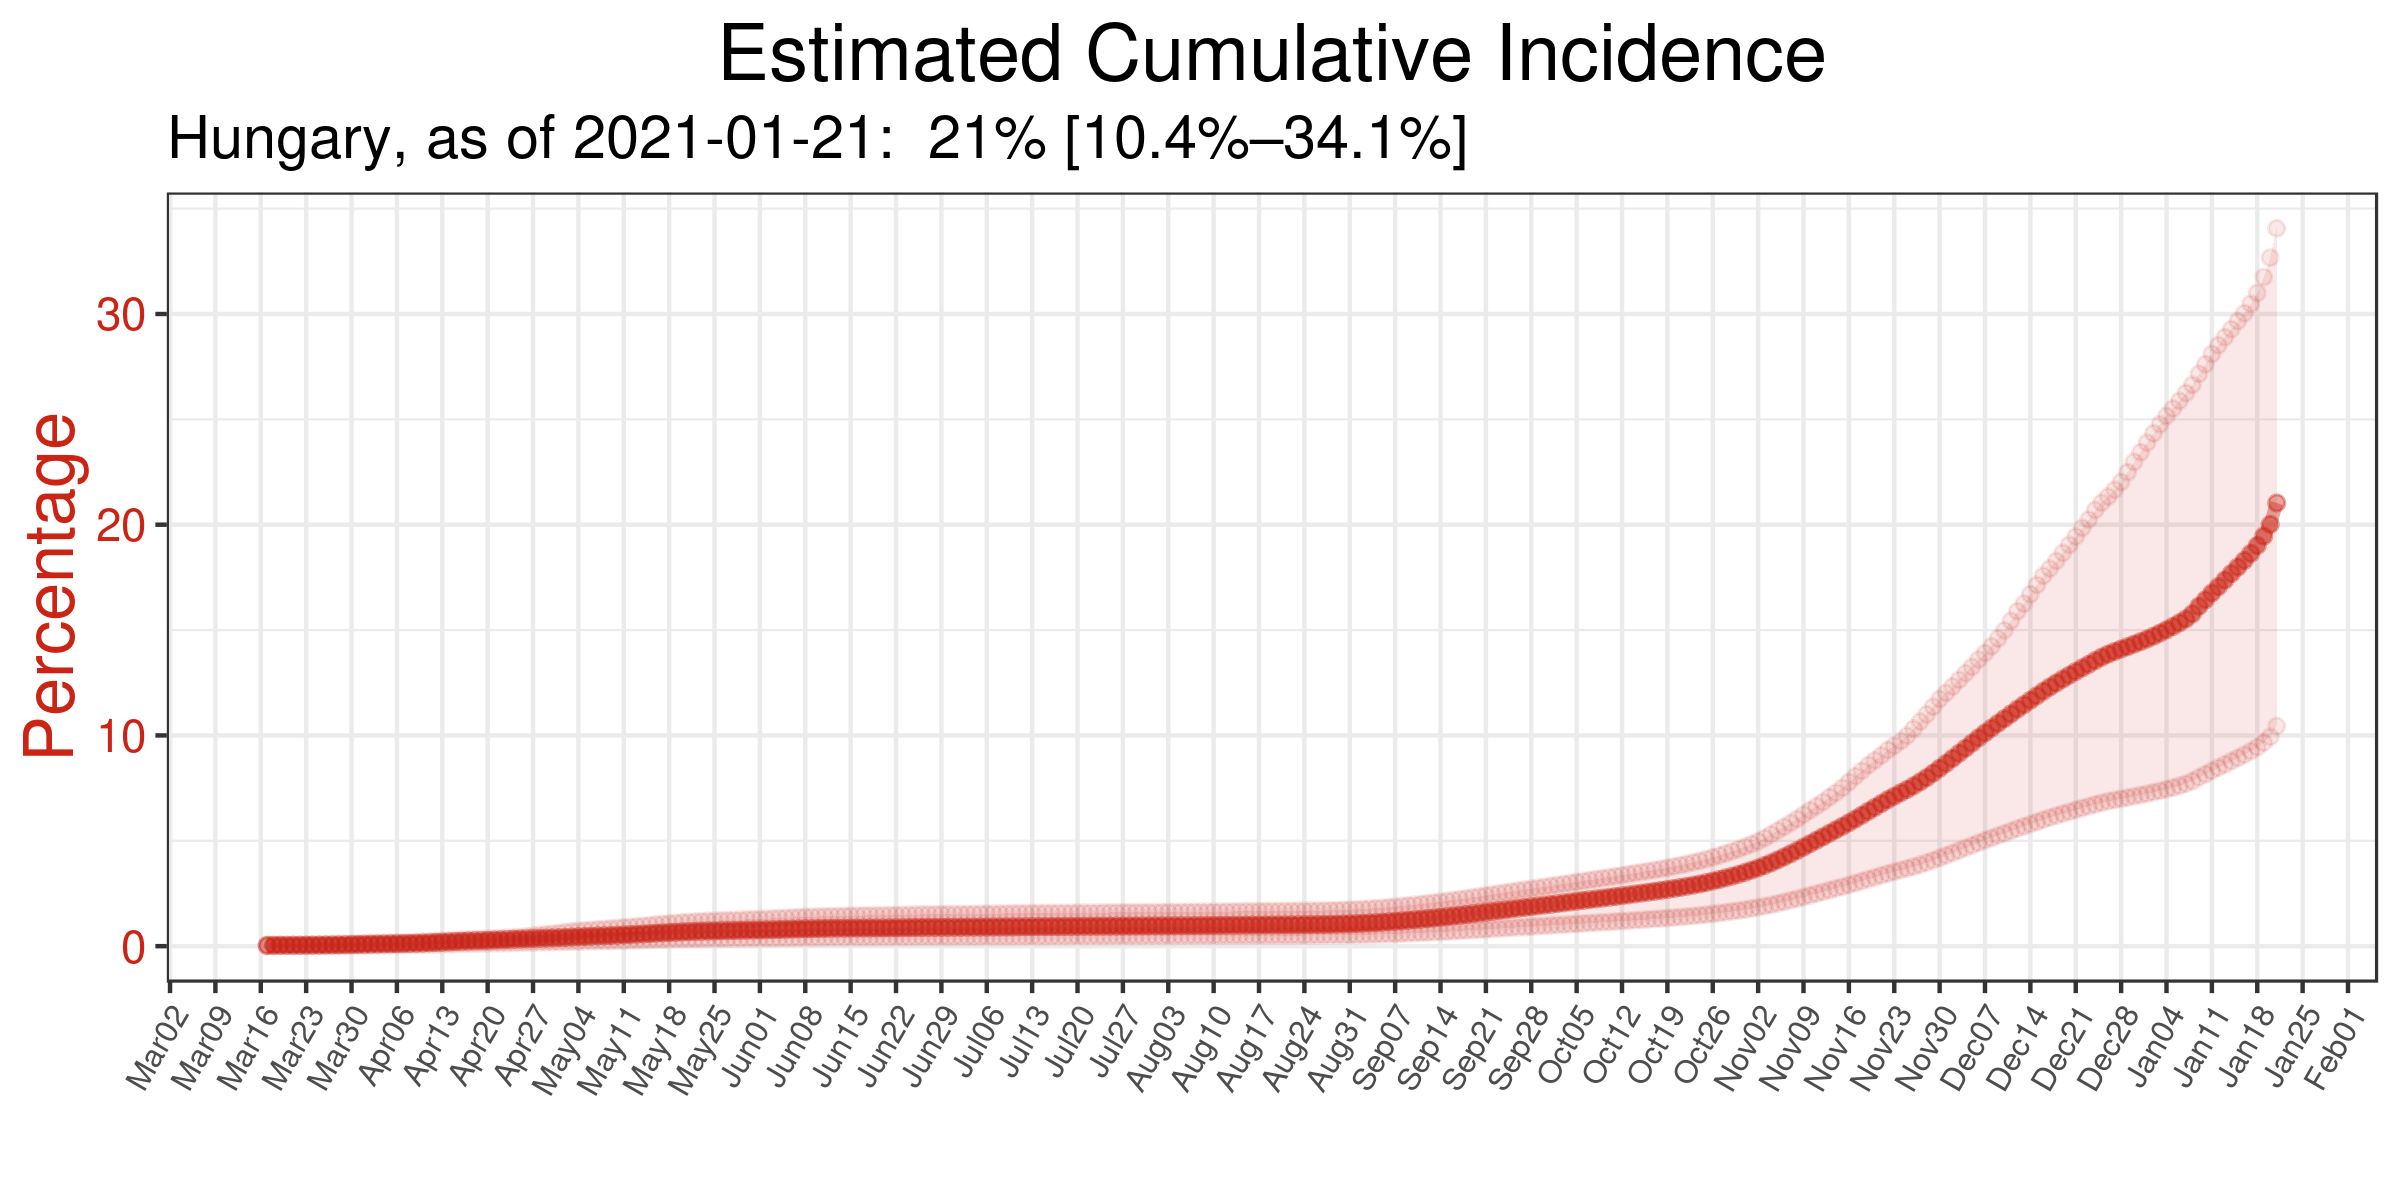 Estimated Cumulative Incidence
Hungary, as of 2021-01-21:  21% [10.4%–34.1%]
Percentage
30
20
10
0
Mar02 Mar09 Mar16 Mar23 Mar30 Apr06 Apr13 Apr20 Apr27 May04 May11 May18 May25 Jun01 Jun08 Jun15 Jun22 Jun29 Jul06 Jul13 Jul20 Jul27 Aug03 Aug10 Aug17 Aug24 Aug31 Sep07 Sep14 Sep21 Sep28 Oct05 Oct12 Oct19 Oct26 Nov02 Nov09 Nov16 Nov23 Nov30 Dec07 Dec14 Dec21 Dec28 Jan04 Jan11 Jan18 Jan25 Feb01